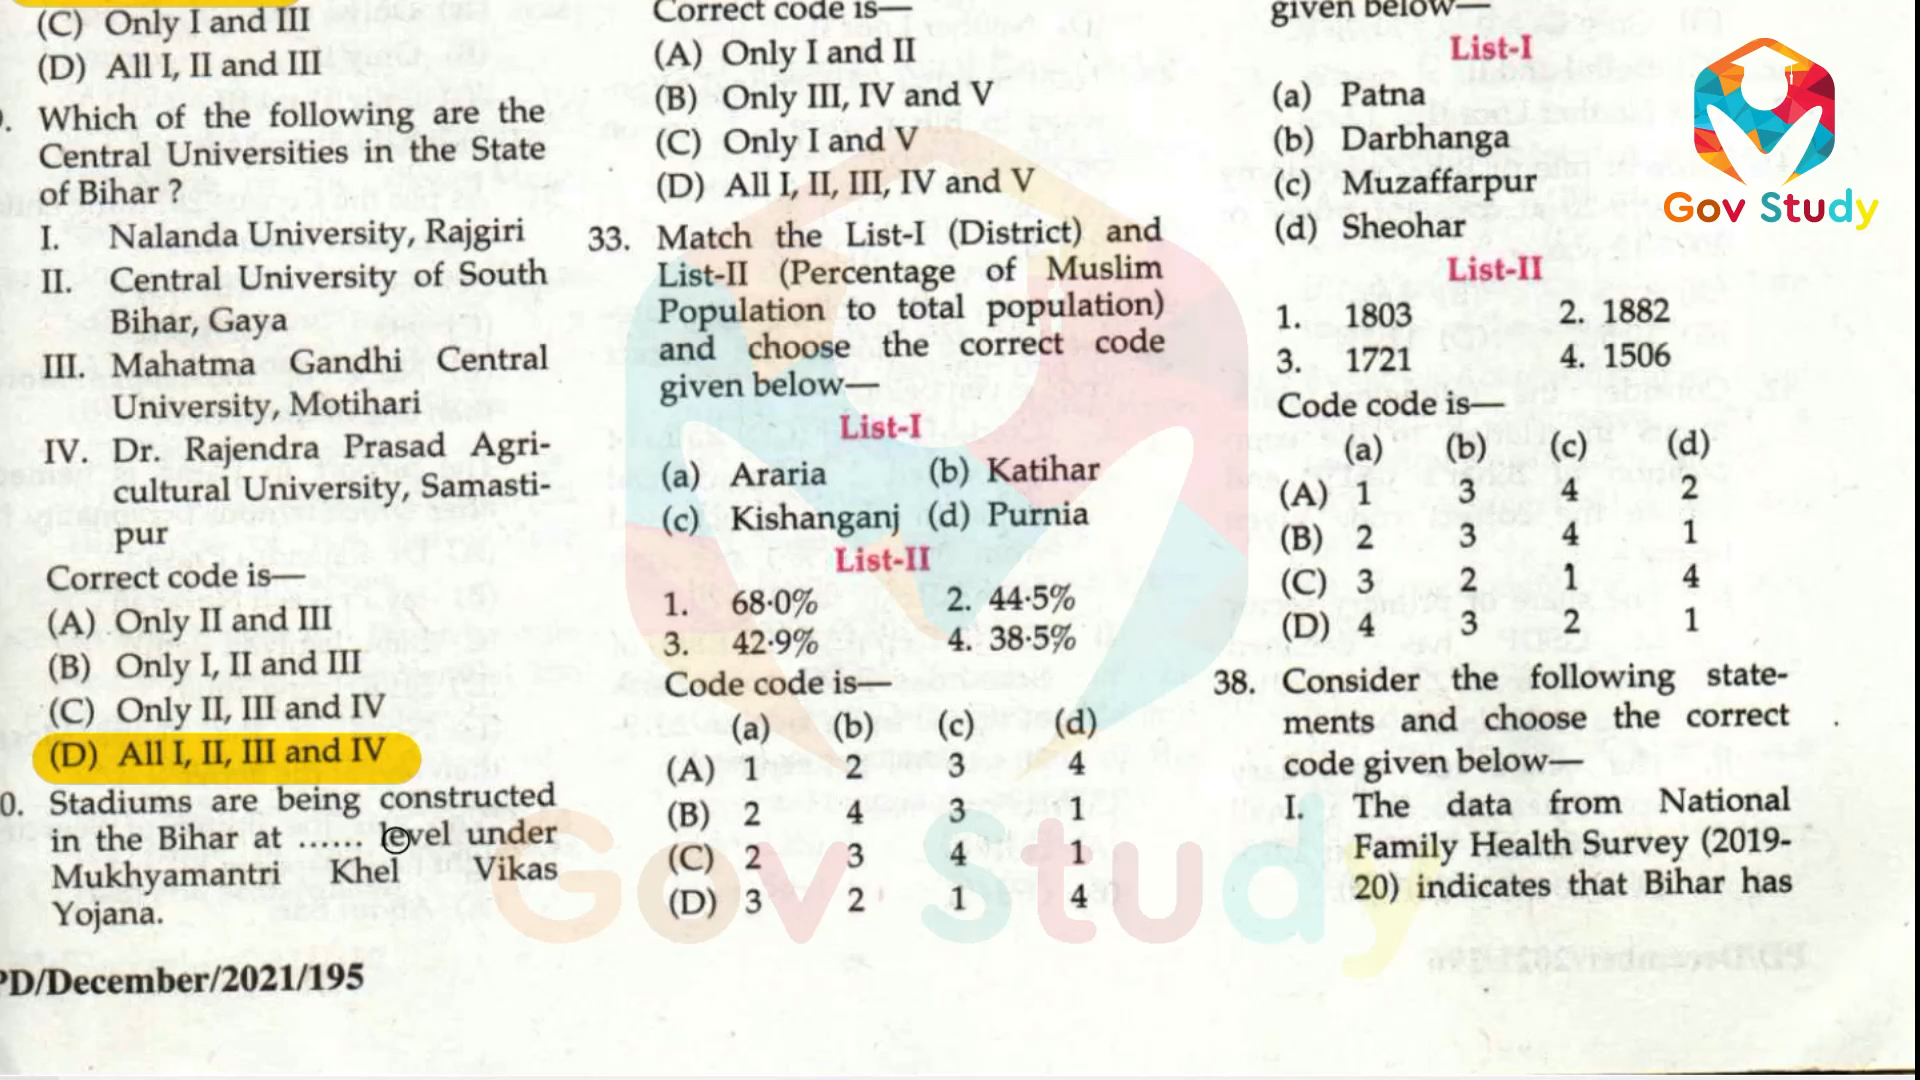 (C) Only I and III
(D) All I, II and III
. Which of the following are the
Central Universities in the State
of Bihar ?
I. Nalanda University, Rajgiri
II. Central University of South
Bihar, Gaya
III. Mahatma Gandhi Central
University, Motihari
IV. Dr. Rajendra Prasad Agri-
cultural University, Samasti-
pur
Correct code is—
(A) Only II and III
(B) Only I, II and III
(C) Only II, III and IV
(D) All I, II, III and IV
0. Stadiums are being constructed
in the Bihar at ...... level under
Mukhyamantri Khel Vikas
Yojana.
PD/December/2021/195
Correct code is—
(A) Only I and II
(B) Only III, IV and V
(C) Only I and V
(D) All I, II, III, IV and V
33. Match the List-I (District) and
List-II (Percentage of Muslim
Population to total population)
and choose the correct code
given below—
List-I
(a) Araria (b) Katihar
(c) Kishanganj (d) Purnia
List-II
1. 68·0% 2. 44·5%
3. 42·9% 4. 38·5%
Code code is—
(a) (b) (c) (d)
(A) 1 2 3 4
(B) 2 4 3 1
(C) 2 3 4 1
(D) 3 2 1 4
given below—
List-I
(a) Patna
(b) Darbhanga
(c) Muzaffarpur
(d) Sheohar
List-II
1. 1803 2. 1882
3. 1721 4. 1506
Code code is—
(a) (b) (c) (d)
(A) 1 3 4 2
(B) 2 3 4 1
(C) 3 2 1 4
(D) 4 3 2 1
38. Consider the following state-
ments and choose the correct
code given below—
I. The data from National
Family Health Survey (2019-
20) indicates that Bihar has
Gov Study
Gov Study